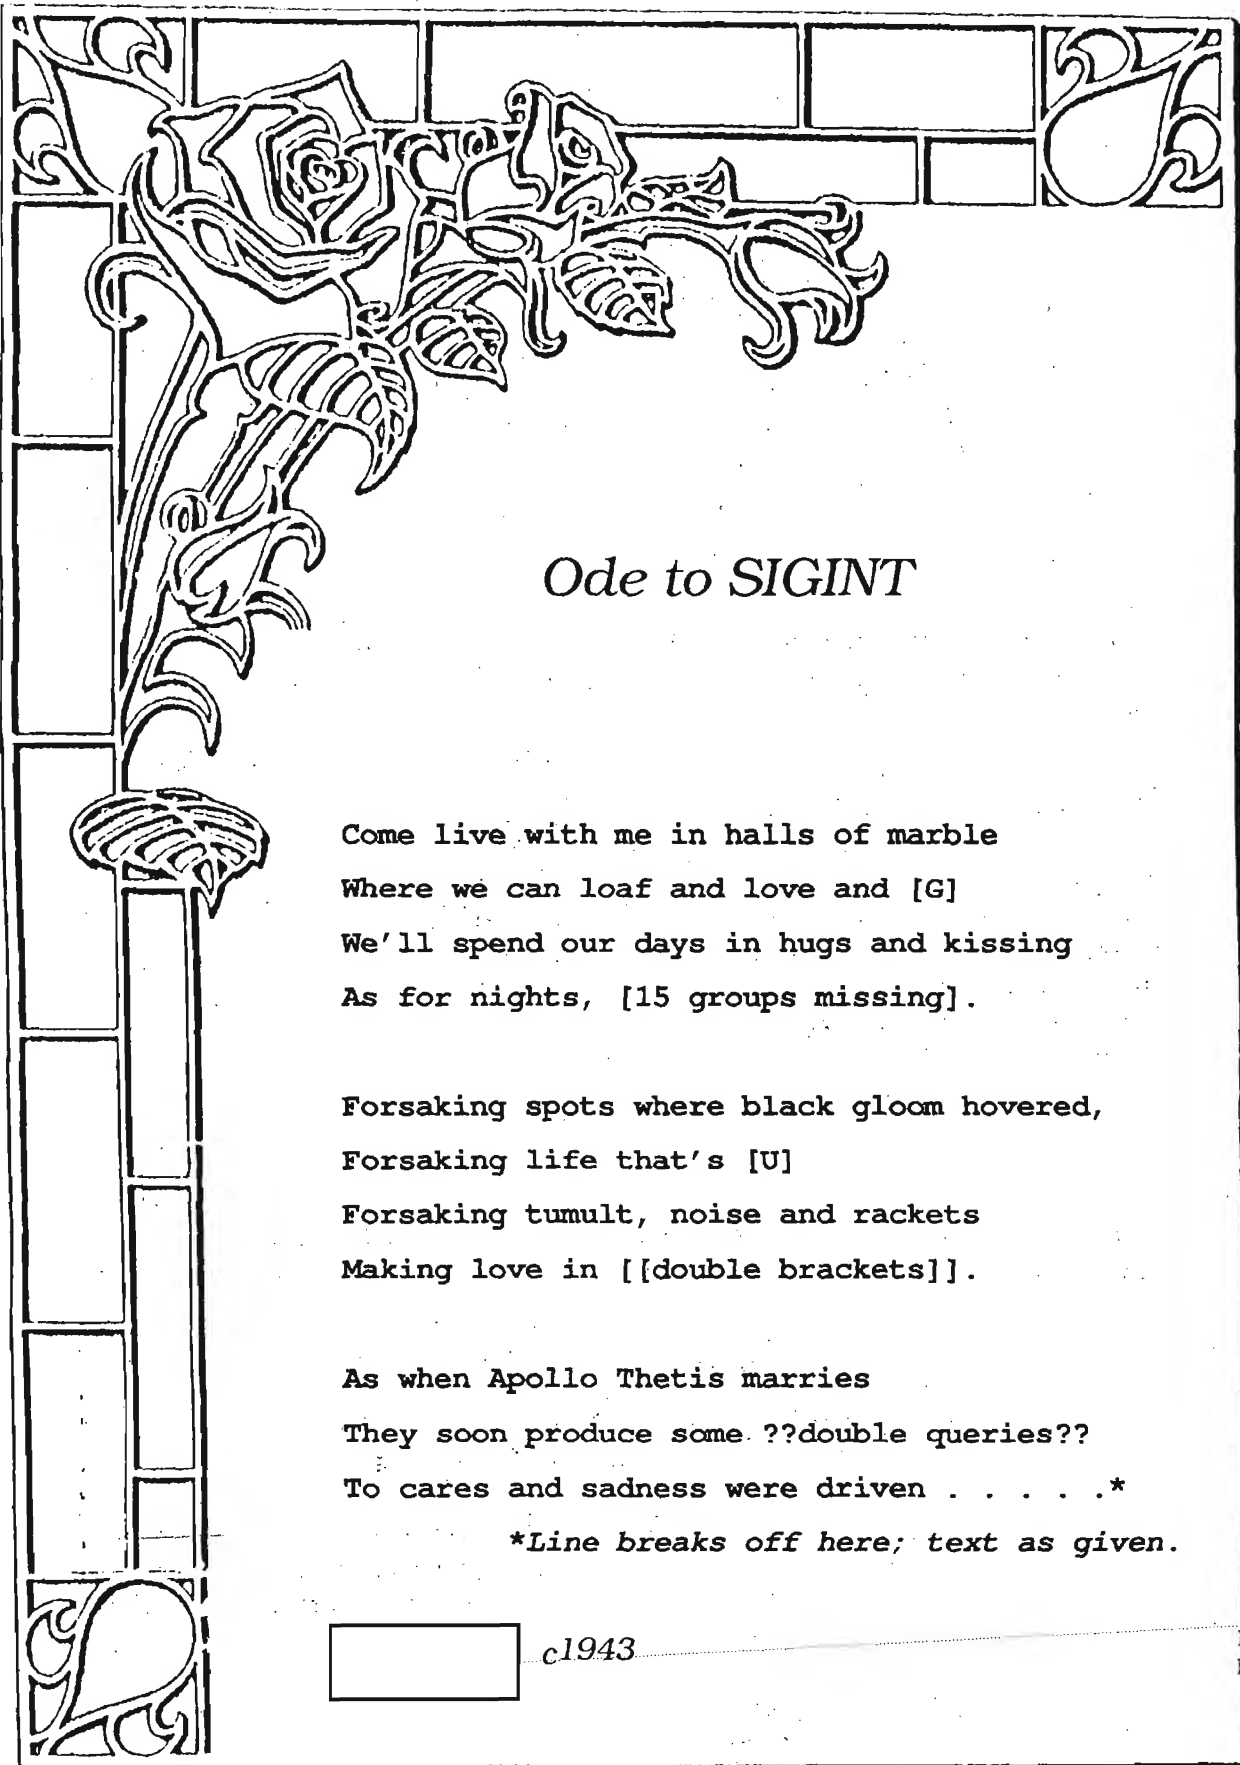 Ode to SIGINT
Come live with me in halls of marble
Where we can loaf and love and [G]
We'll spend our days in hugs and kissing
As for nights, [15 groups missing].
Forsaking spots where black gloom hovered,
Forsaking life that's [U]
Forsaking tumult, noise and rackets
Making love in [[double brackets]].
As when Apollo Thetis marries
They soon produce some ??double queries??
To cares and sadness were driven . . . . .*
*Line breaks off here; text as given.
c1943